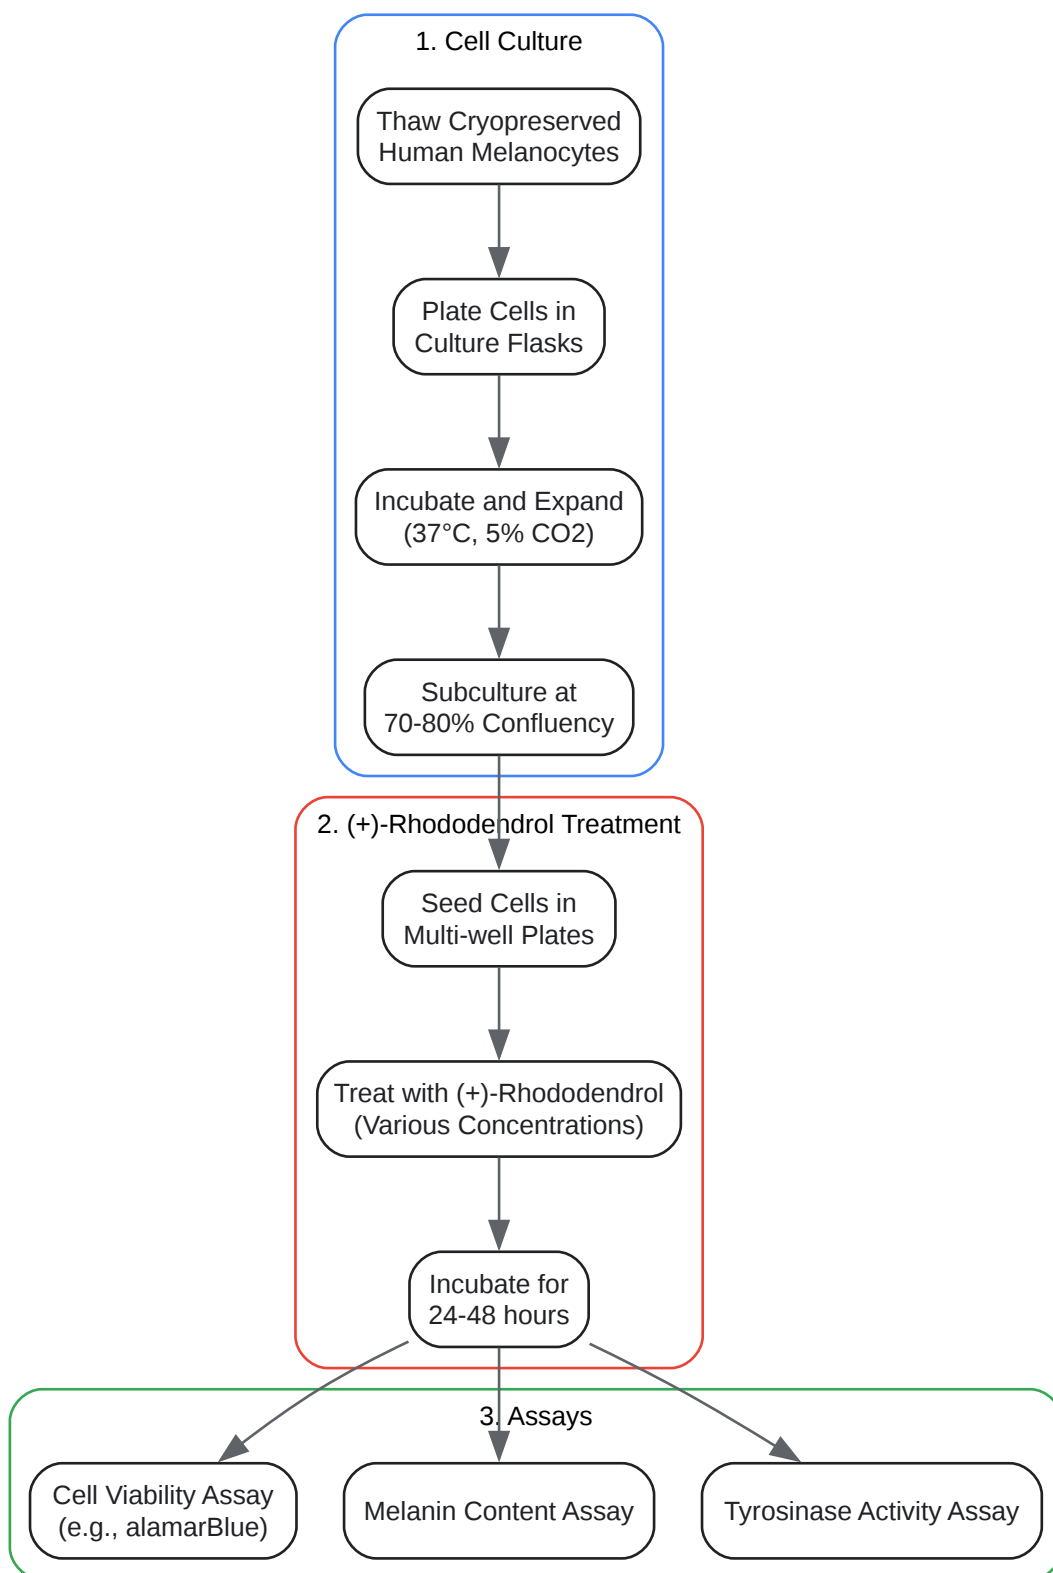 1. Cell Culture
Thaw Cryopreserved
Human Melanocytes
Plate Cells in
Culture Flasks
Incubate and Expand
(37°C, 5% CO2)
Subculture at
70-80% Confluency
2. (+)-Rhododendrol Treatment
Seed Cells in
Multi-well Plates
Treat with (+)-Rhododendrol
(Various Concentrations)
Incubate for
24-48 hours
3. Assays
Cell Viability Assay
(e.g., alamarBlue)
Melanin Content Assay
Tyrosinase Activity Assay